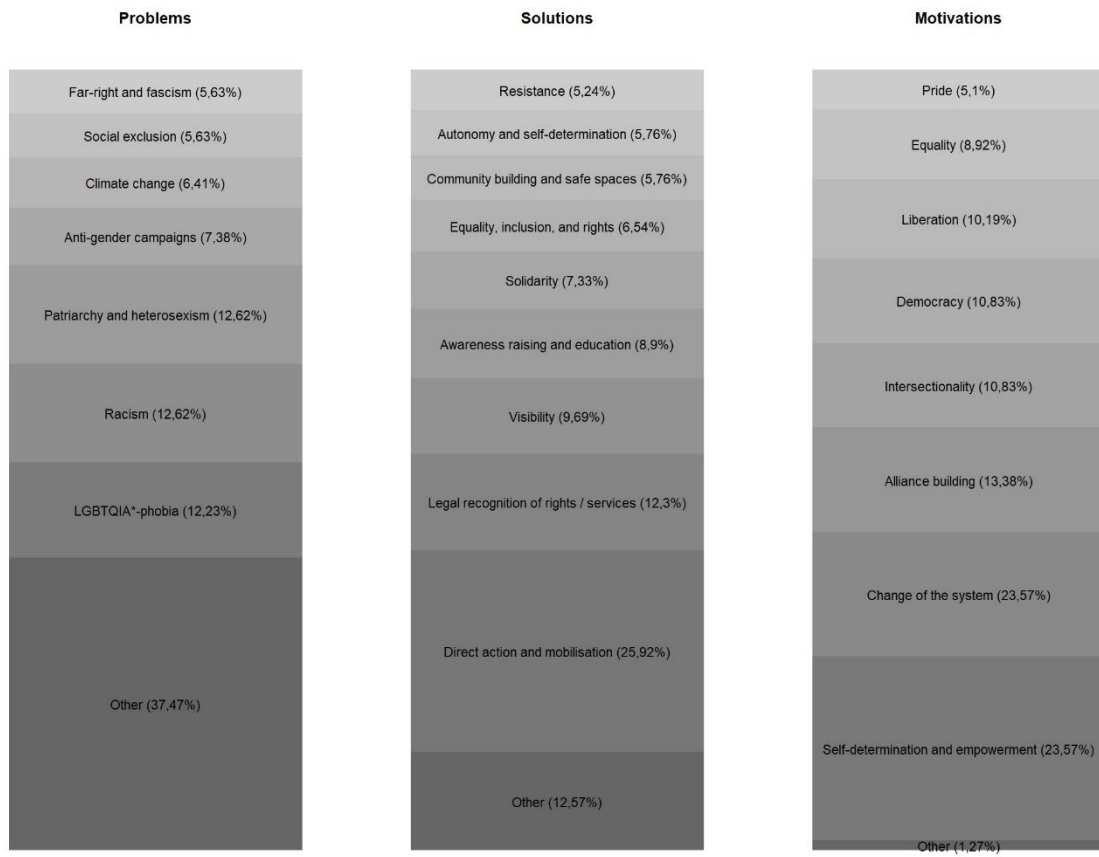 Problems
Far-right and fascism (5,63%)
Social exclusion (5,63%)
Climate change (6,41%)
Anti-gender campaigns (7,38%)
Patriarchy and heterosexism (12,62%)
Racism (12,62%)
LGBTQIA*-phobia (12,23%)
Other (37,47%)
Solutions
Resistance (5,24%)
Autonomy and self-determination (5,76%)
Community building and safe spaces (5,76%)
Equality, inclusion, and rights (6,54%)
Solidarity (7,33%)
Awareness raising and education (8,9%)
Visibility (9,69%)
Legal recognition of rights / services (12,3%)
Direct action and mobilisation (25,92%)
Other (12,57%)
Motivations
Pride (5,1%)
Equality (8,92%)
Liberation (10,19%)
Democracy (10,83%)
Intersectionality (10,83%)
Alliance building (13,38%)
Change of the system (23,57%)
Self-determination and empowerment (23,57%)
Other (1,27%)